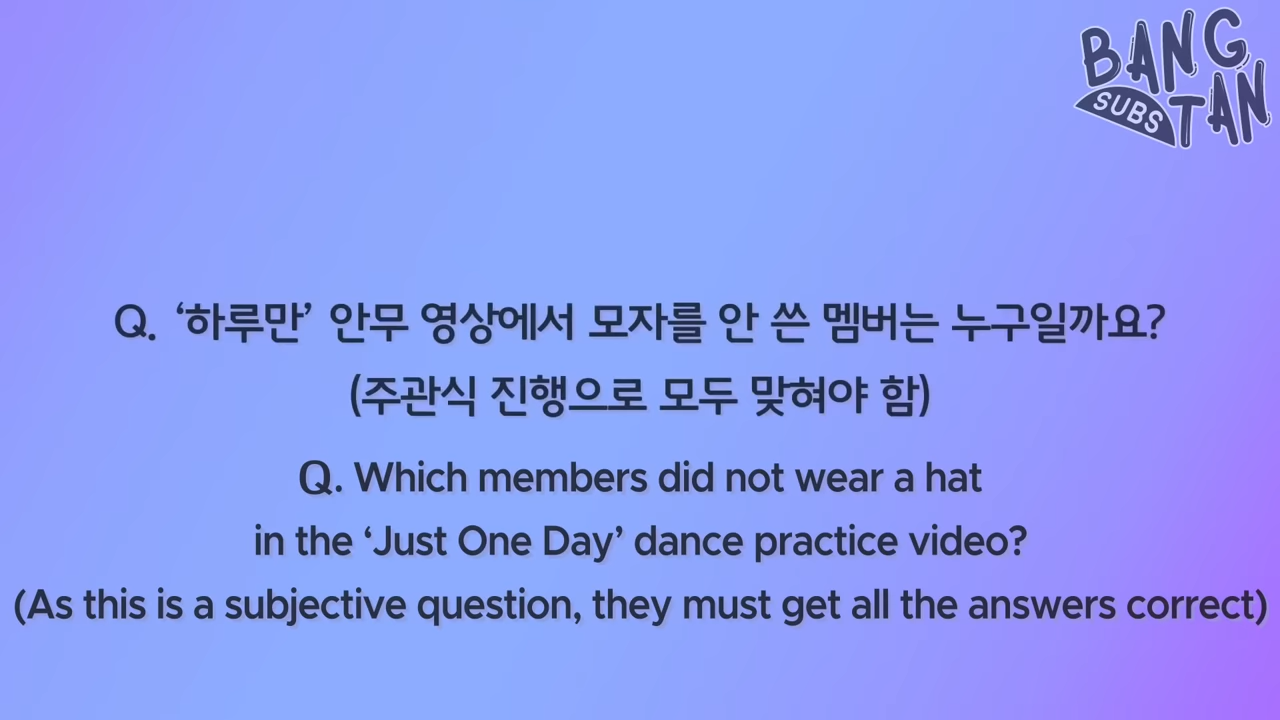 BANG
SUBS TAN
Q. ‘하루만’ 안무 영상에서 모자를 안 쓴 멤버는 누구일까요?
(주관식 진행으로 모두 맞혀야 함)
Q. Which members did not wear a hat
in the ‘Just One Day’ dance practice video?
(As this is a subjective question, they must get all the answers correct)